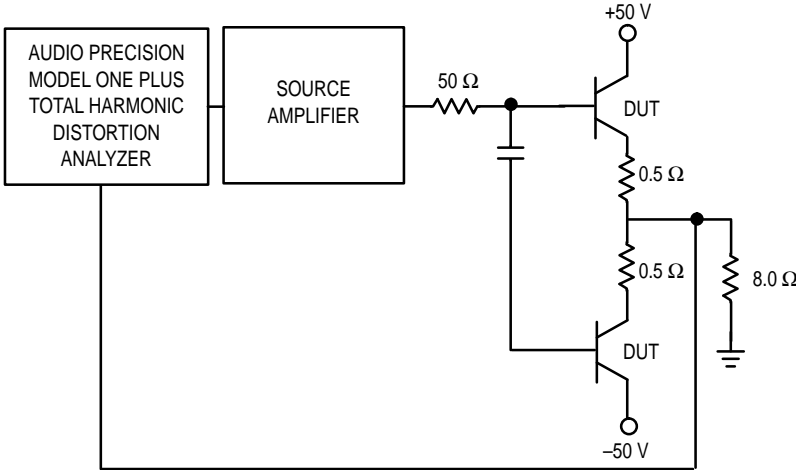 +50 V
AUDIO PRECISION
MODEL ONE PLUS
TOTAL HARMONIC
DISTORTION
ANALYZER
SOURCE
AMPLIFIER
50 Ω
DUT
0.5 Ω
0.5 Ω
8.0 Ω
DUT
–50 V